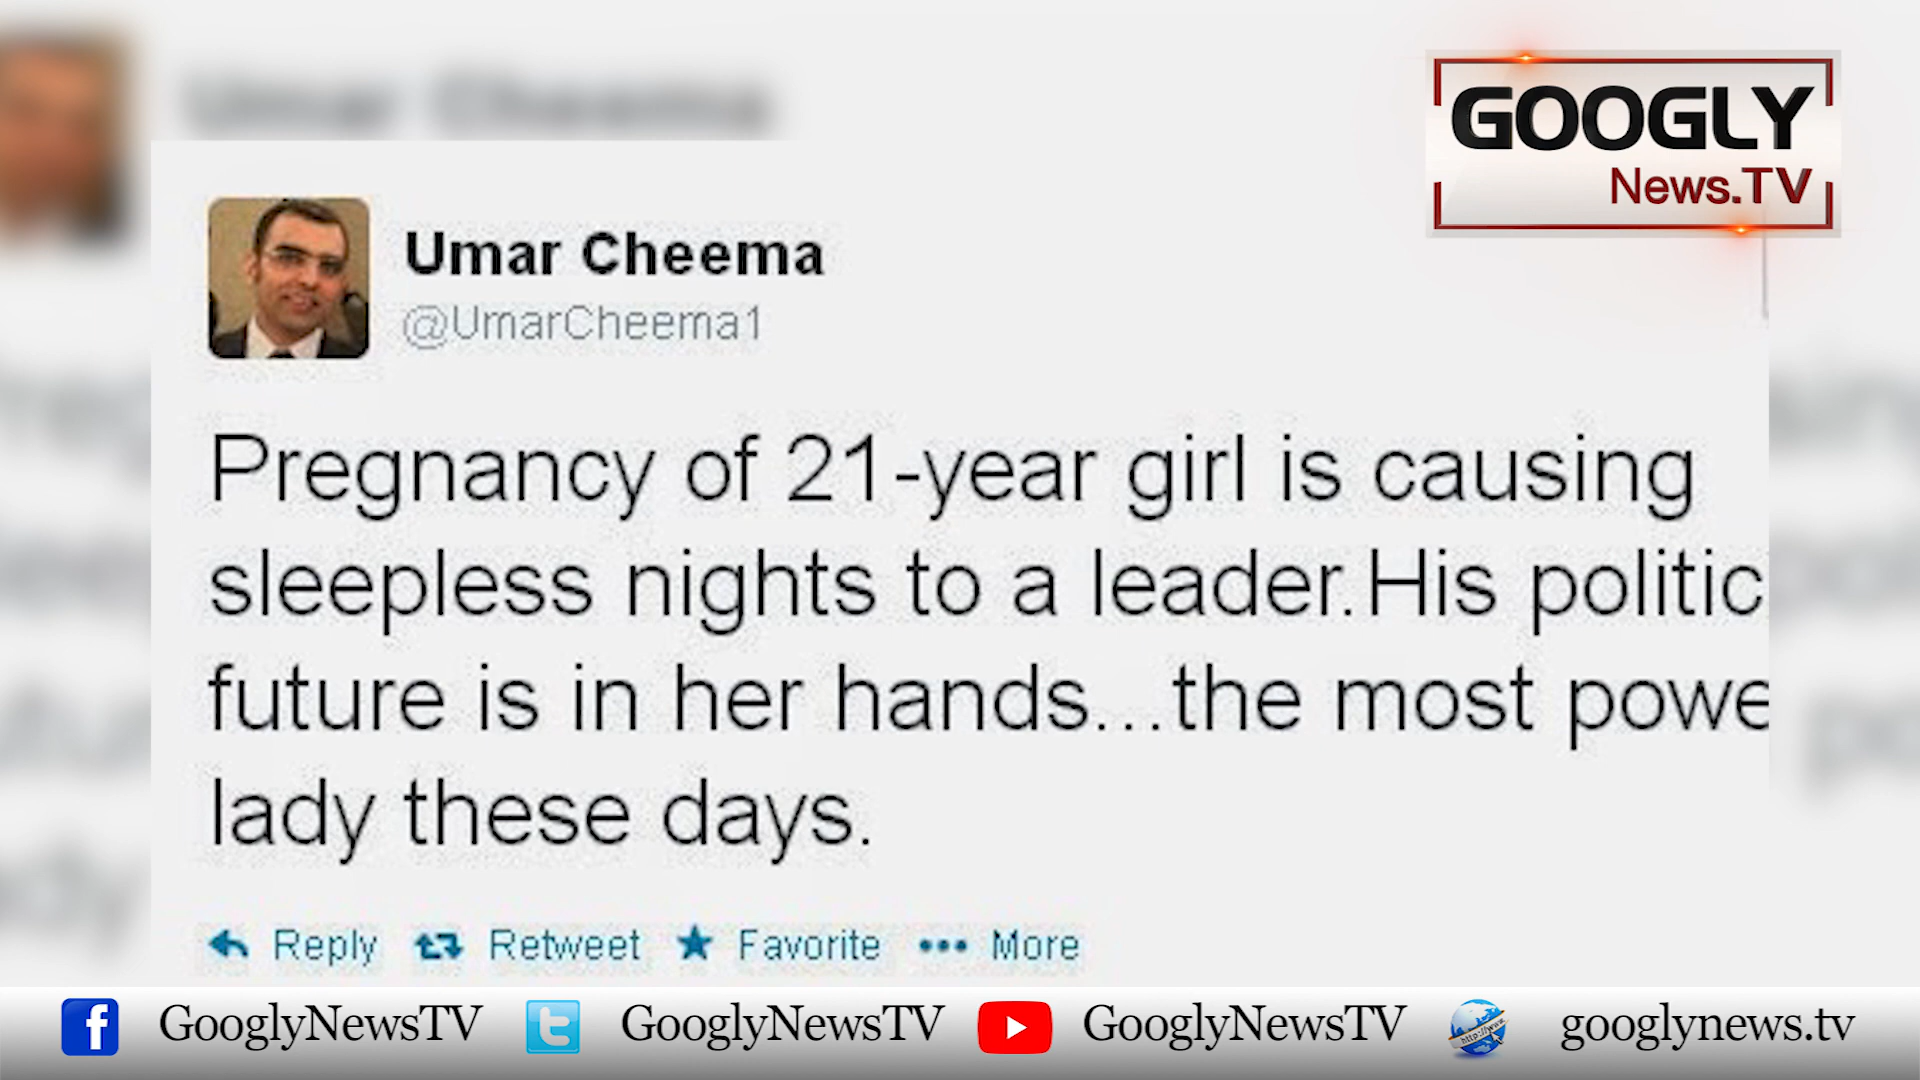 GOOGLY
News.TV
Umar Cheema
Umar Cheema
@UmarCheema1
Pregnancy of 21-year girl is causing
sleepless nights to a leader.His politic
future is in her hands...the most powe
lady these days.
Reply Retweet Favorite More
GooglyNewsTV GooglyNewsTV GooglyNewsTV googlynews.tv